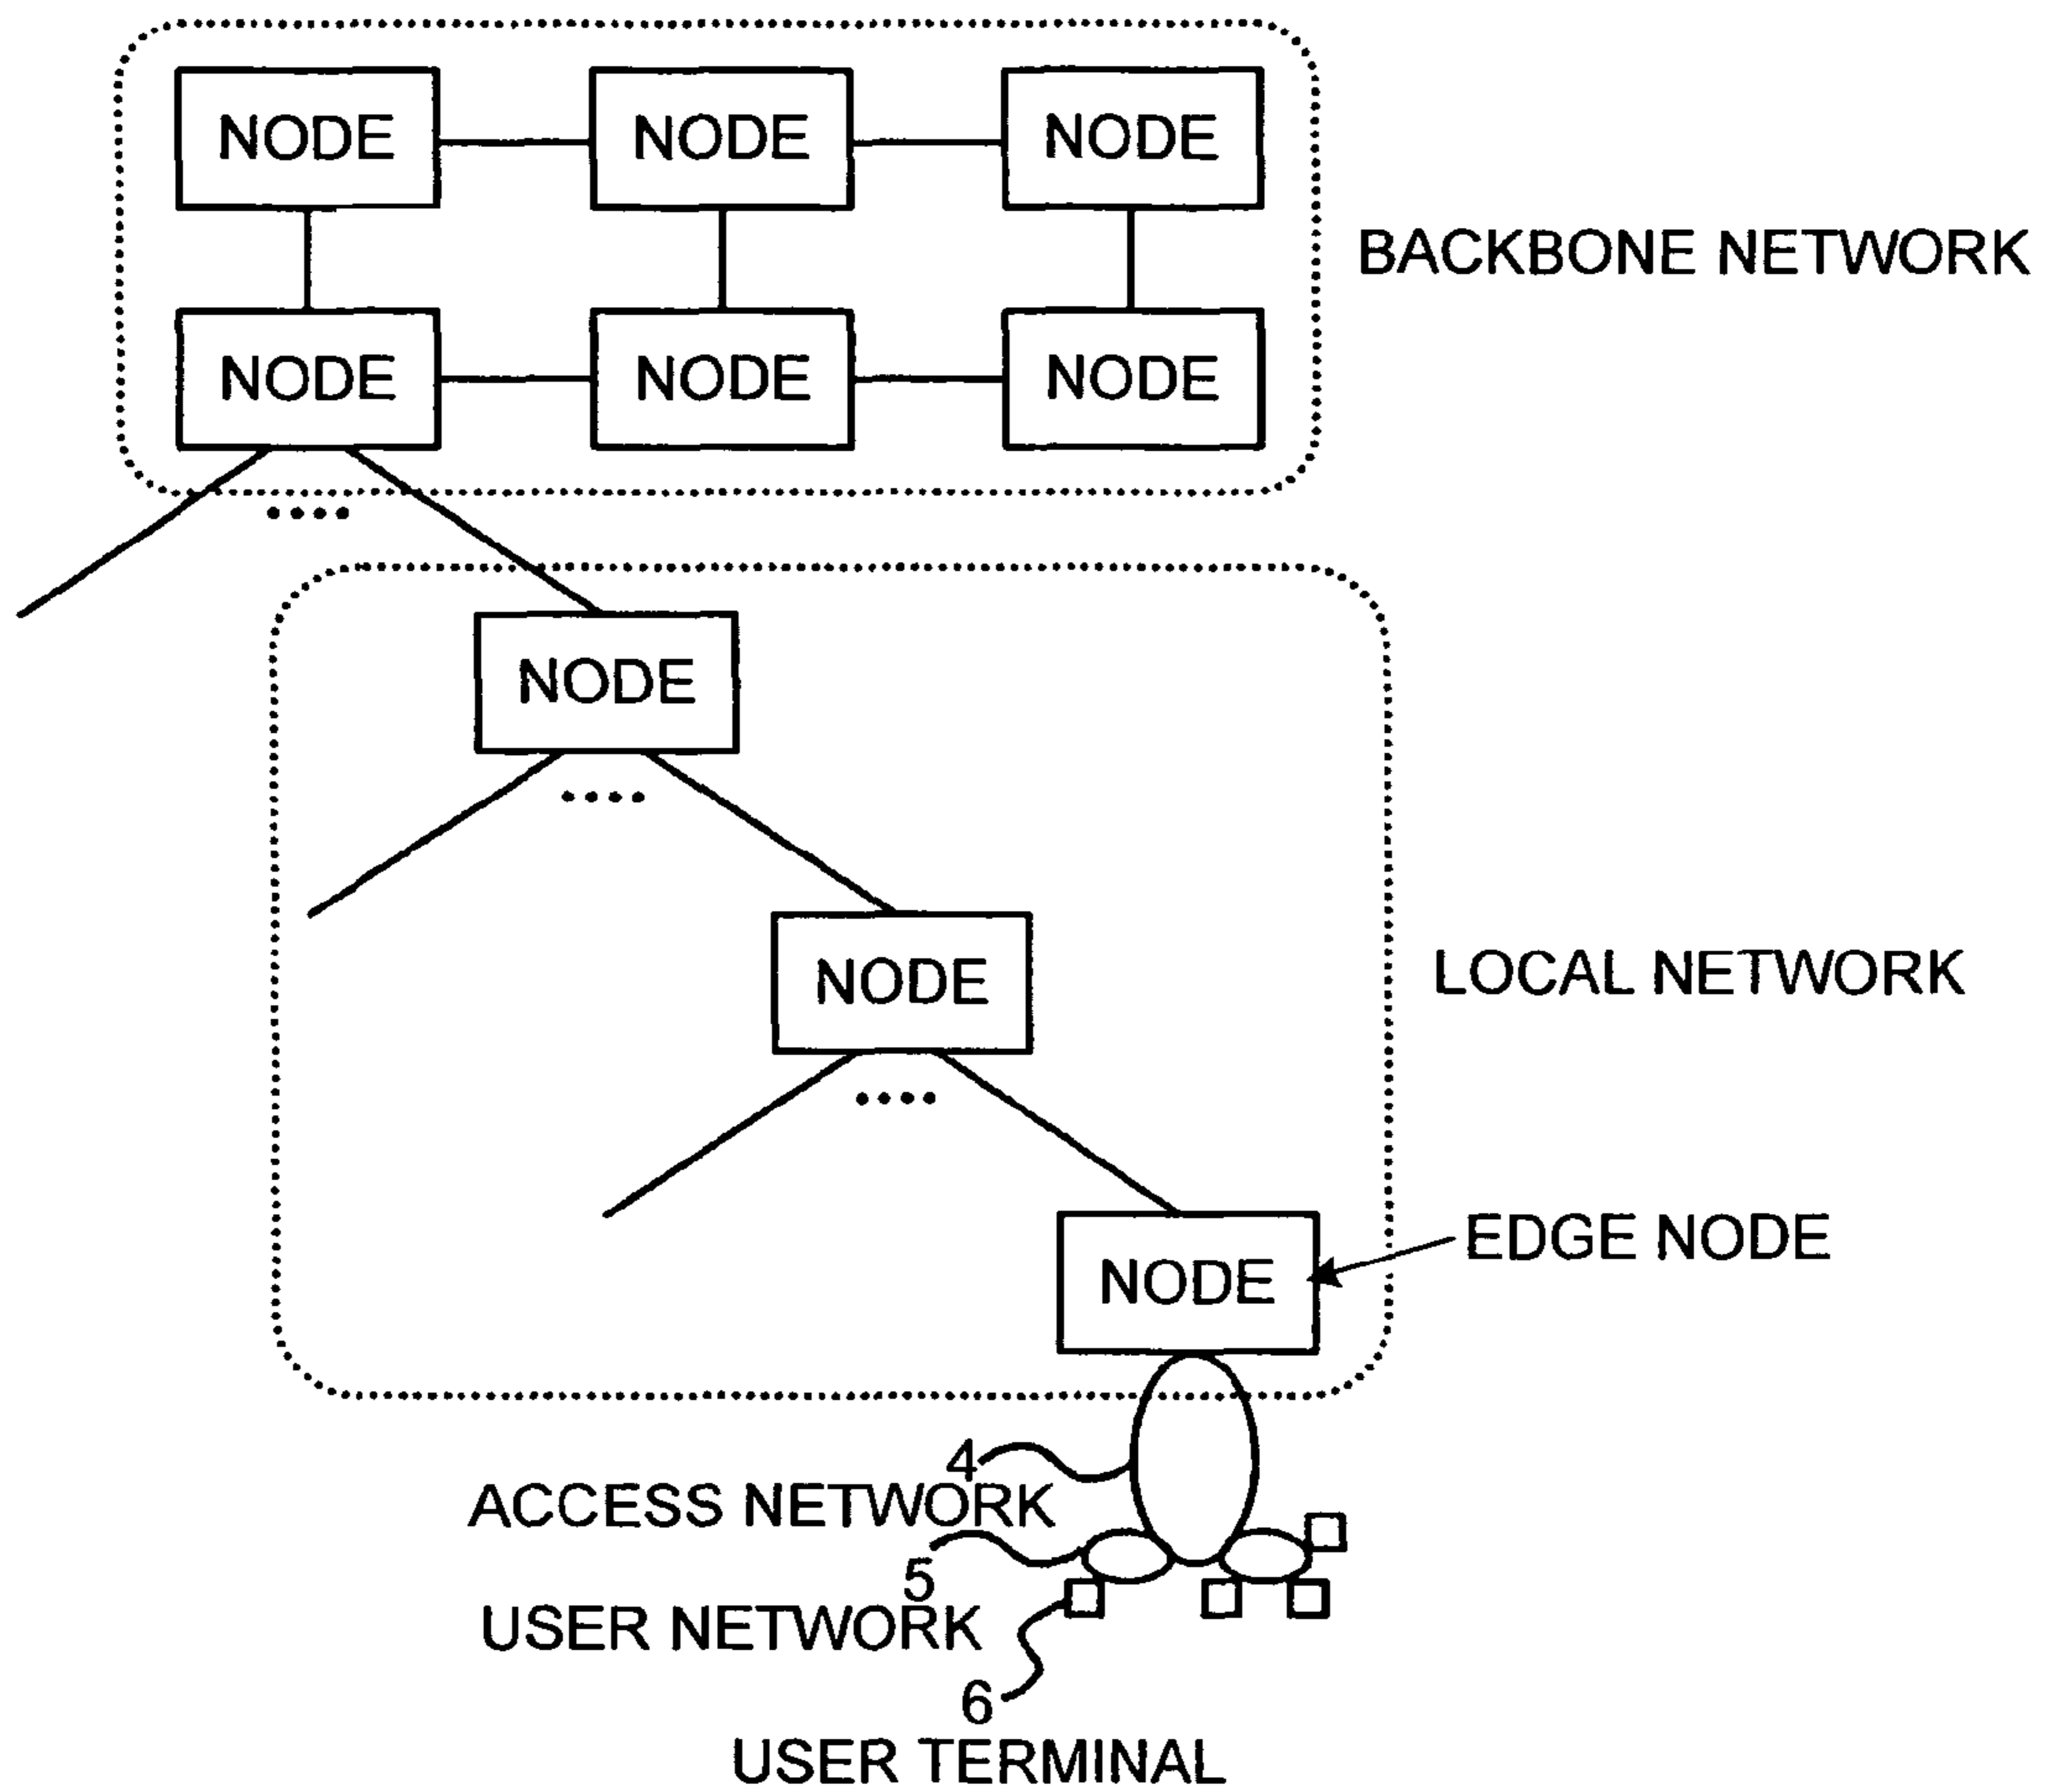 NODE NODE NODE
BACKBONE NETWORK
NODE NODE NODE
NODE
NODE
LOCAL NETWORK
EDGE NODE
NODE
4
ACCESS NETWORK
5
USER NETWORK
6
USER TERMINAL